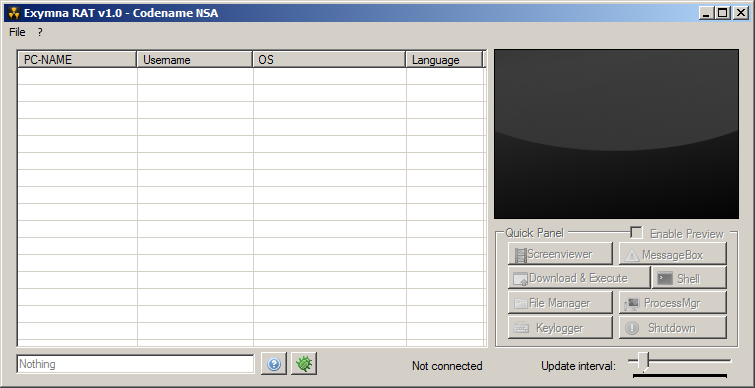 Exymna RAT v1.0 - Codename NSA
File ?
PC-NAME Username OS Language
Quick Panel Enable Preview
Screenviewer MessageBox
Download & Execute Shell
File Manager ProcessMgr
Keylogger Shutdown
Nothing Not connected Update interval: